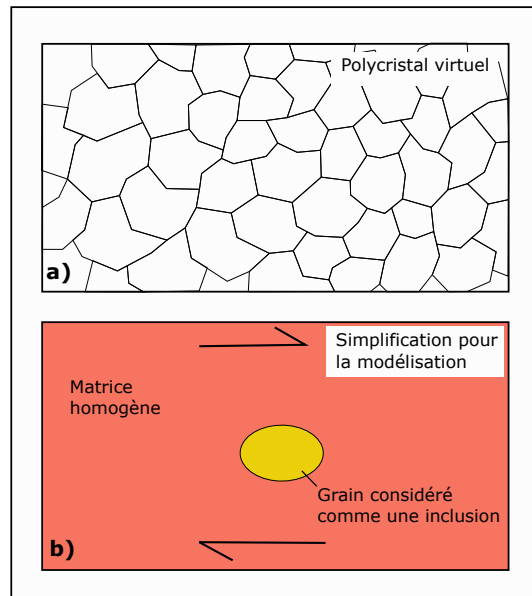 Polycristal virtuel
a)
Simplification pour
la modélisation
Matrice
homogène
Grain considéré
comme une inclusion
b)